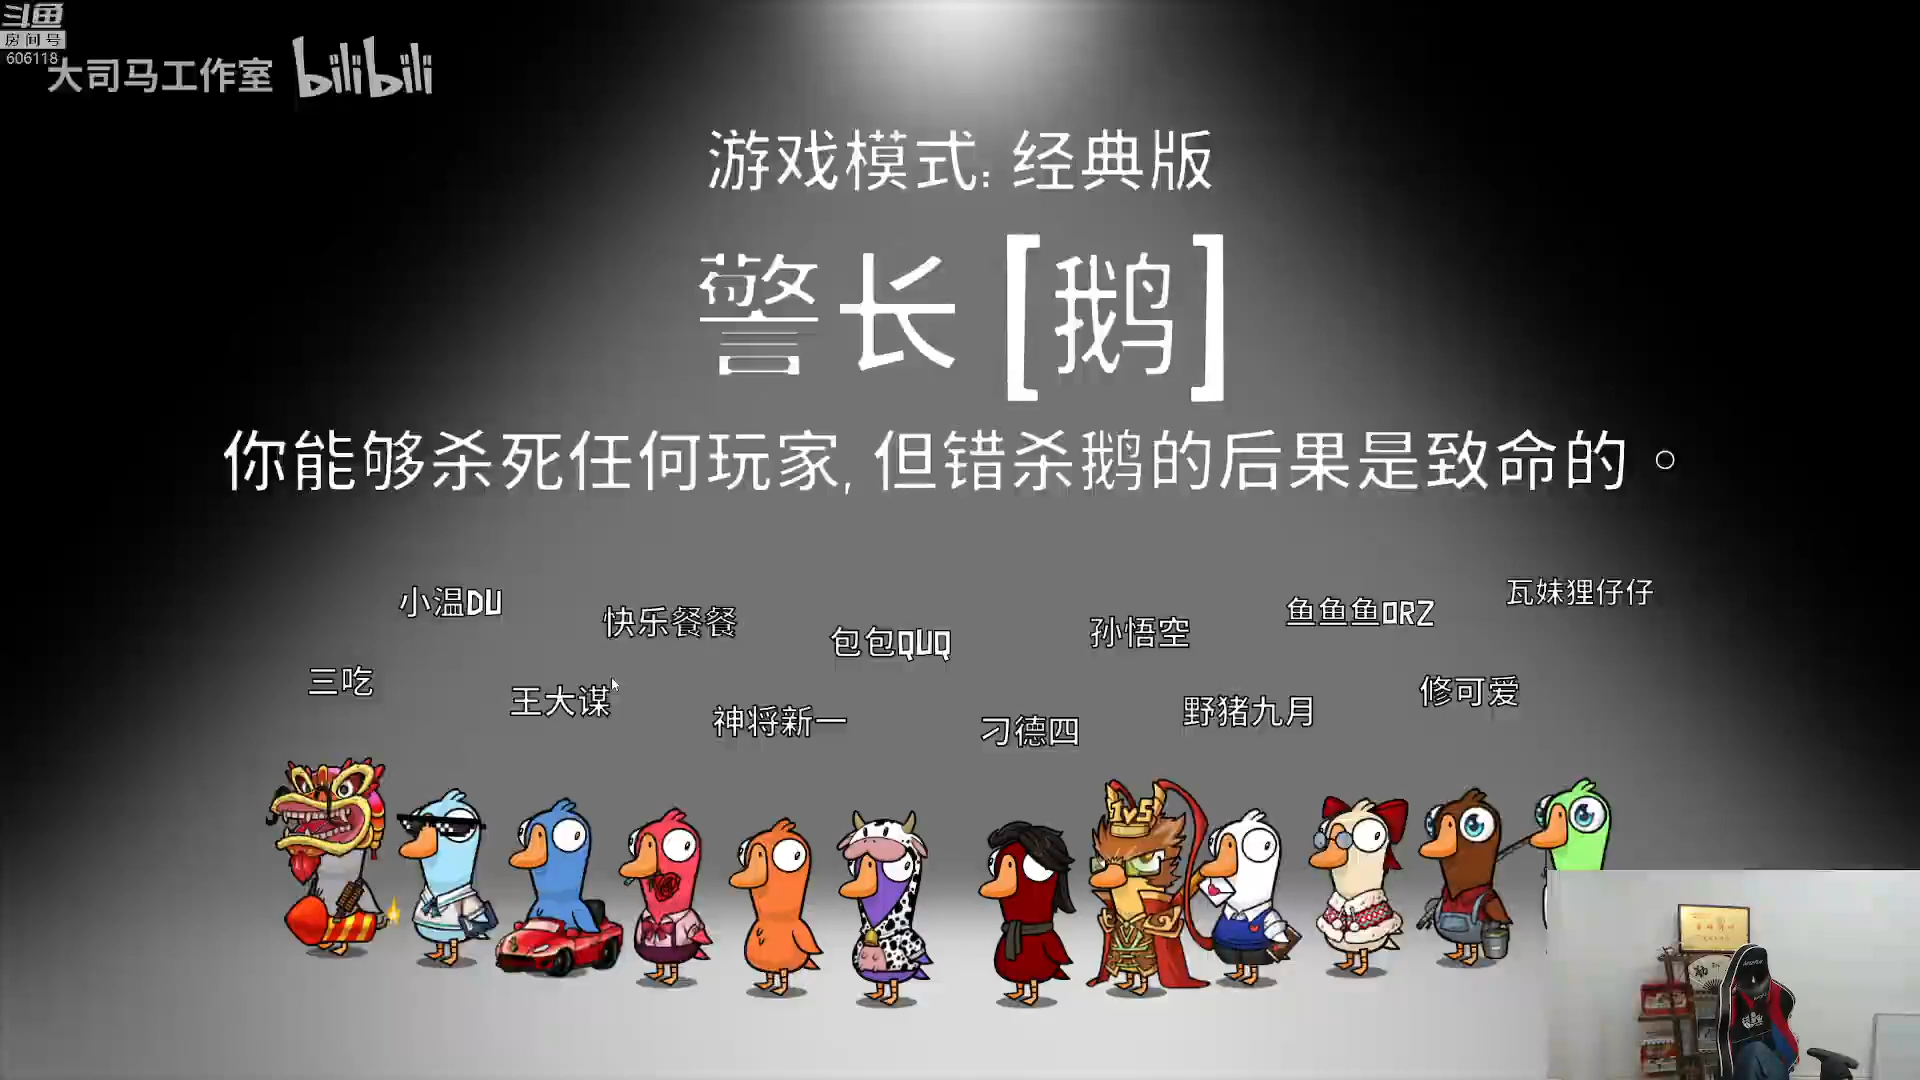 斗鱼
房间号
606118
大司马工作室 bilibili
游戏模式: 经典版
警长 [鹅]
你能够杀死任何玩家, 但错杀鹅的后果是致命的。
小温DU
快乐餐餐
包包QUQ
孙悟空
鱼鱼鱼ORZ
瓦妹狸仔仔
三吃
王大谋
神将新一
刁德四
野猪九月
修可爱
1v5